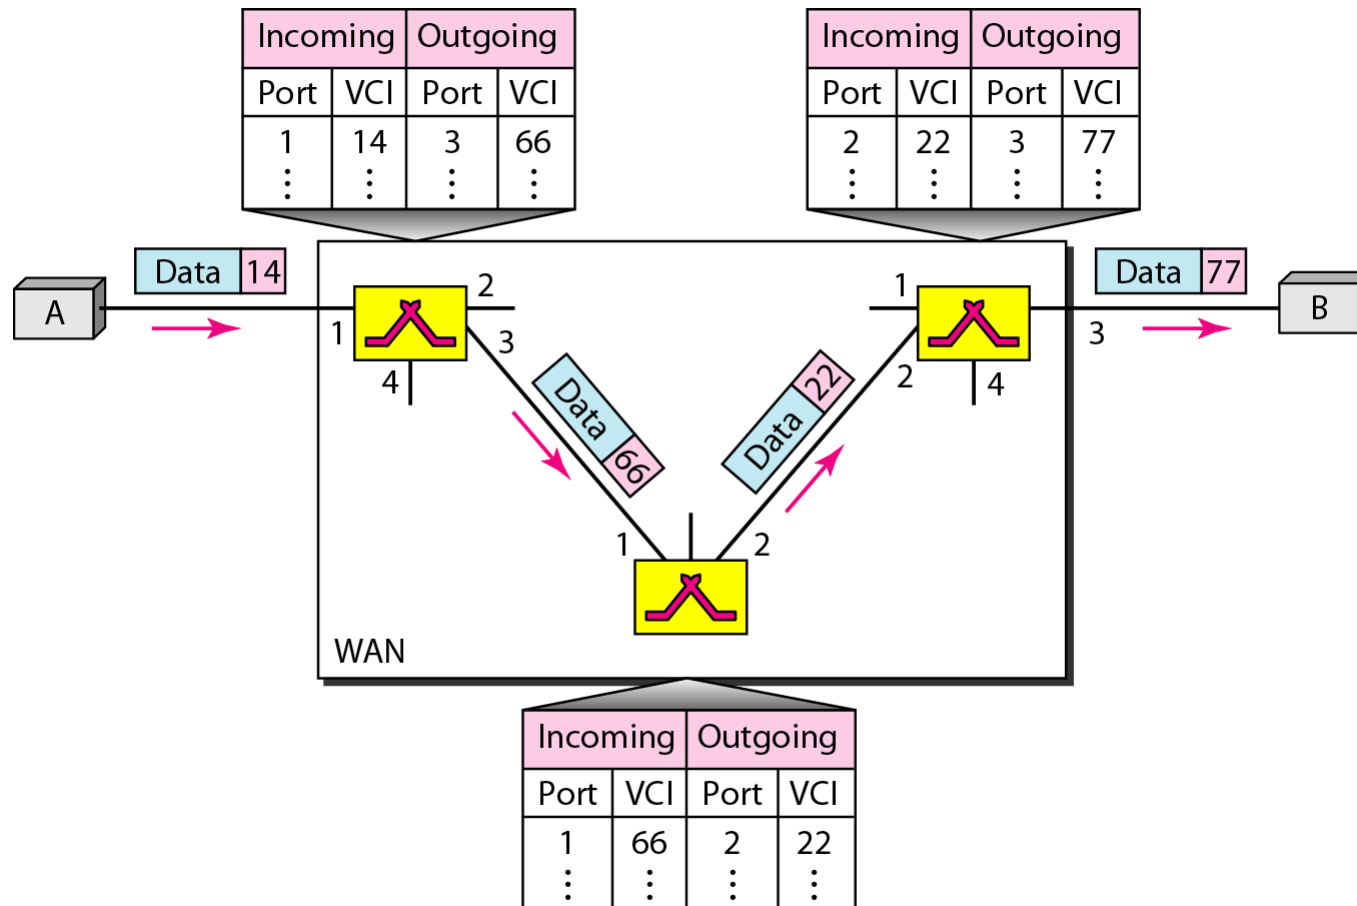 Incoming Outgoing
Port VCI Port VCI
1 14 3 66
⋮ ⋮ ⋮ ⋮
Incoming Outgoing
Port VCI Port VCI
2 22 3 77
⋮ ⋮ ⋮ ⋮
Data 14
A
1
2
3
4
Data 66
1
2
Data 22
1
2
3
4
Data 77
B
WAN
Incoming Outgoing
Port VCI Port VCI
1 66 2 22
⋮ ⋮ ⋮ ⋮